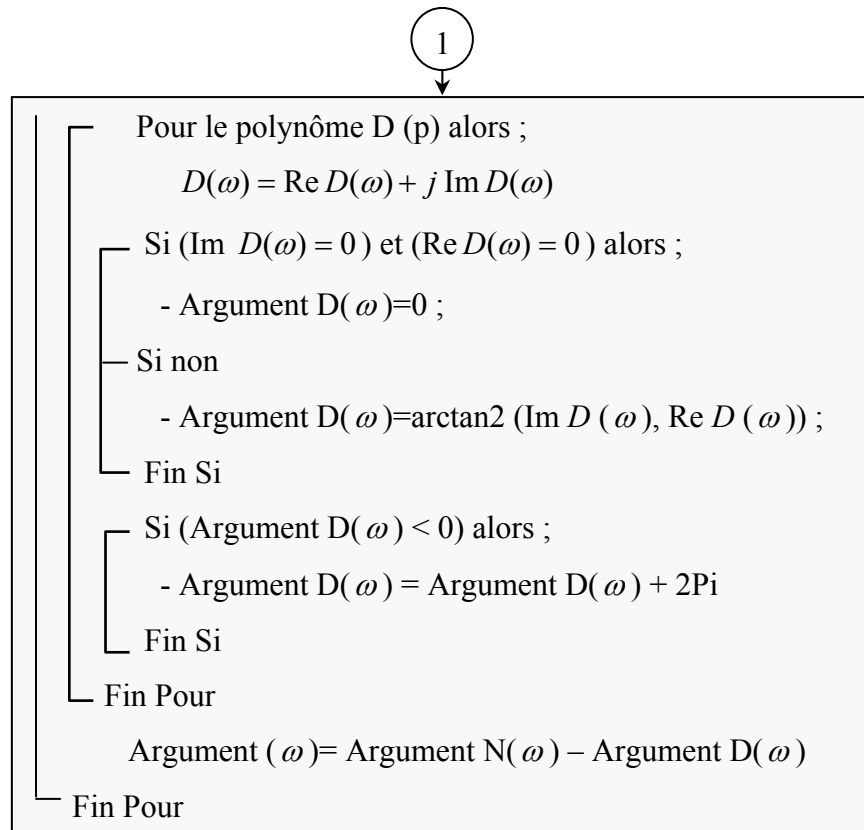 1
Pour le polynôme D (p) alors ;
D(ω) = Re D(ω) + j Im D(ω)
Si (Im D(ω) = 0 ) et (Re D(ω) = 0 ) alors ;
- Argument D( ω )=0 ;
Si non
- Argument D( ω )=arctan2 (Im D ( ω ), Re D ( ω )) ;
Fin Si
Si (Argument D( ω ) < 0) alors ;
- Argument D( ω ) = Argument D( ω ) + 2Pi
Fin Si
Fin Pour
Argument ( ω )= Argument N( ω ) – Argument D( ω )
Fin Pour